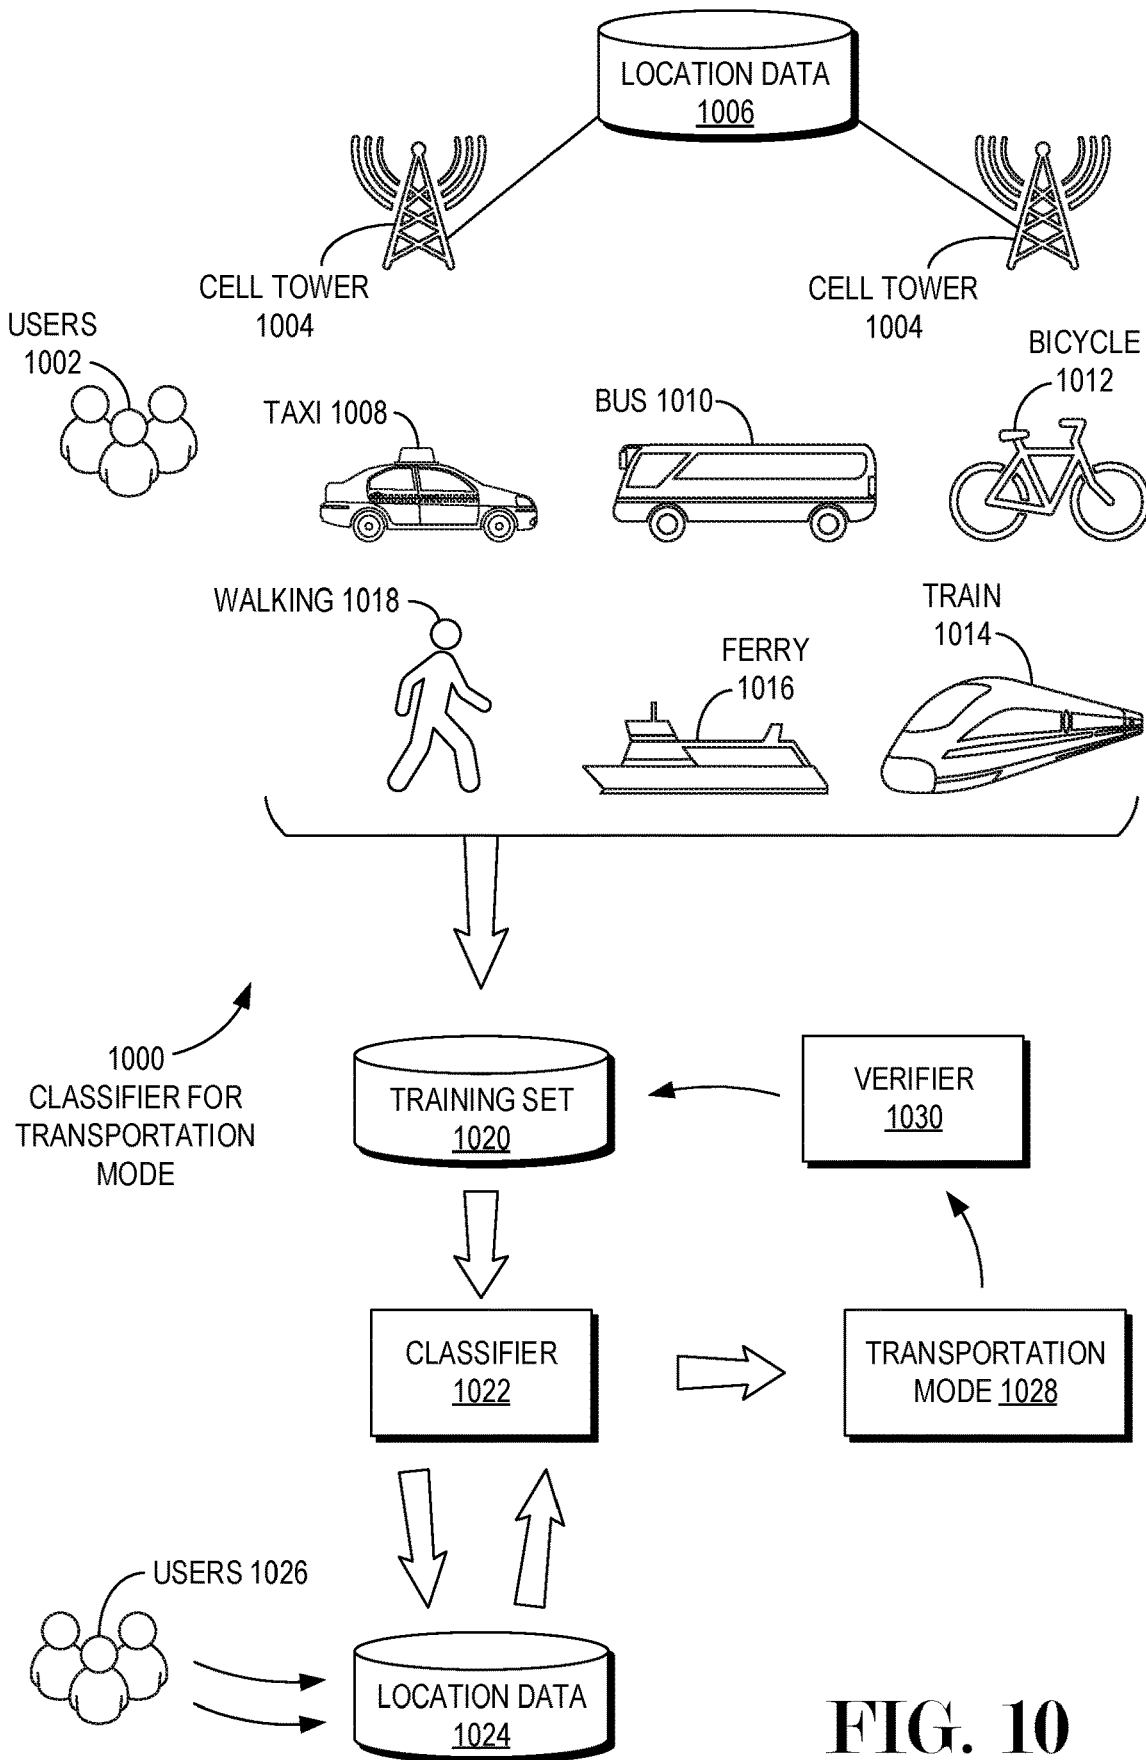 LOCATION DATA
1006
CELL TOWER
1004
CELL TOWER
1004
USERS
1002
BICYCLE
1012
TAXI 1008
BUS 1010
WALKING 1018
FERRY
1016
TRAIN
1014
1000
CLASSIFIER FOR
TRANSPORTATION
MODE
TRAINING SET
1020
VERIFIER
1030
CLASSIFIER
1022
TRANSPORTATION
MODE 1028
USERS 1026
LOCATION DATA
1024
FIG. 10